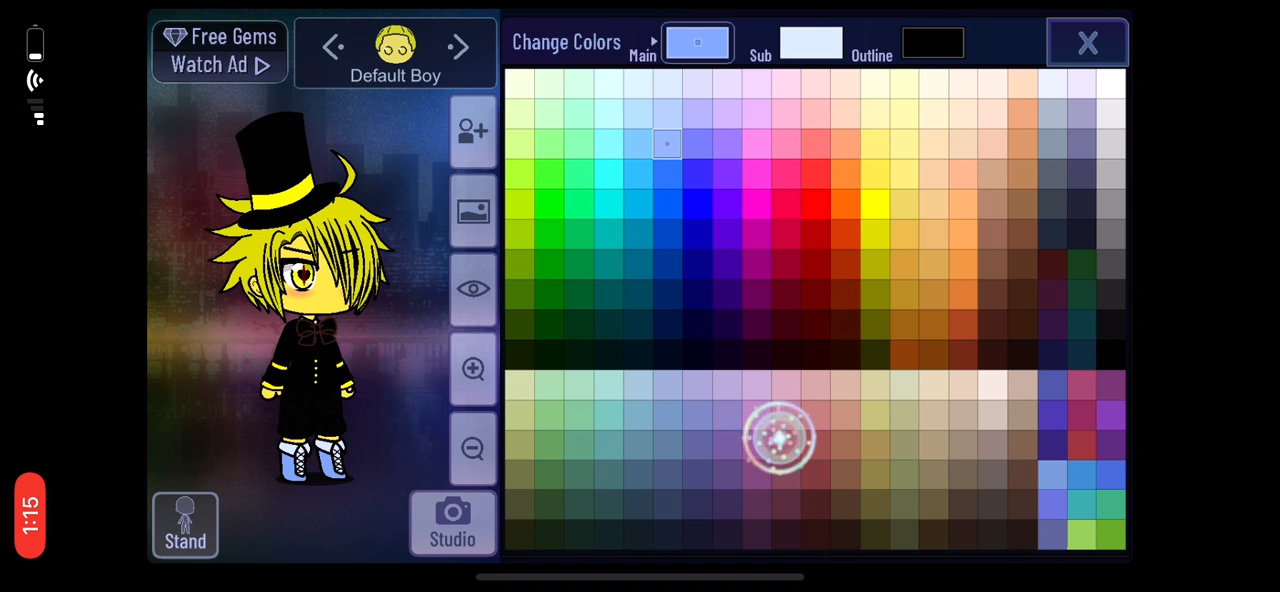 Free Gems
Watch Ad
Default Boy
Change Colors
Main
Sub
Outline
X
Stand
Studio
1:15